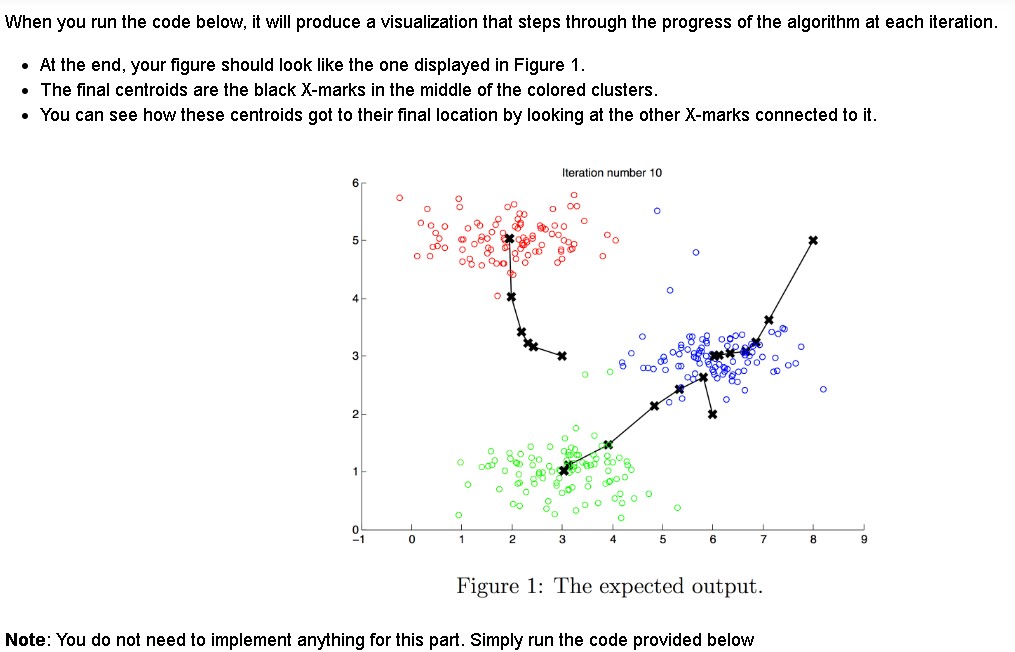 When you run the code below, it will produce a visualization that steps through the progress of the algorithm at each iteration.
• At the end, your figure should look like the one displayed in Figure 1.
• The final centroids are the black X-marks in the middle of the colored clusters.
• You can see how these centroids got to their final location by looking at the other X-marks connected to it.
Iteration number 10
6
5
4
3
2
1
0
-1 0 1 2 3 4 5 6 7 8 9
Figure 1: The expected output.
Note: You do not need to implement anything for this part. Simply run the code provided below